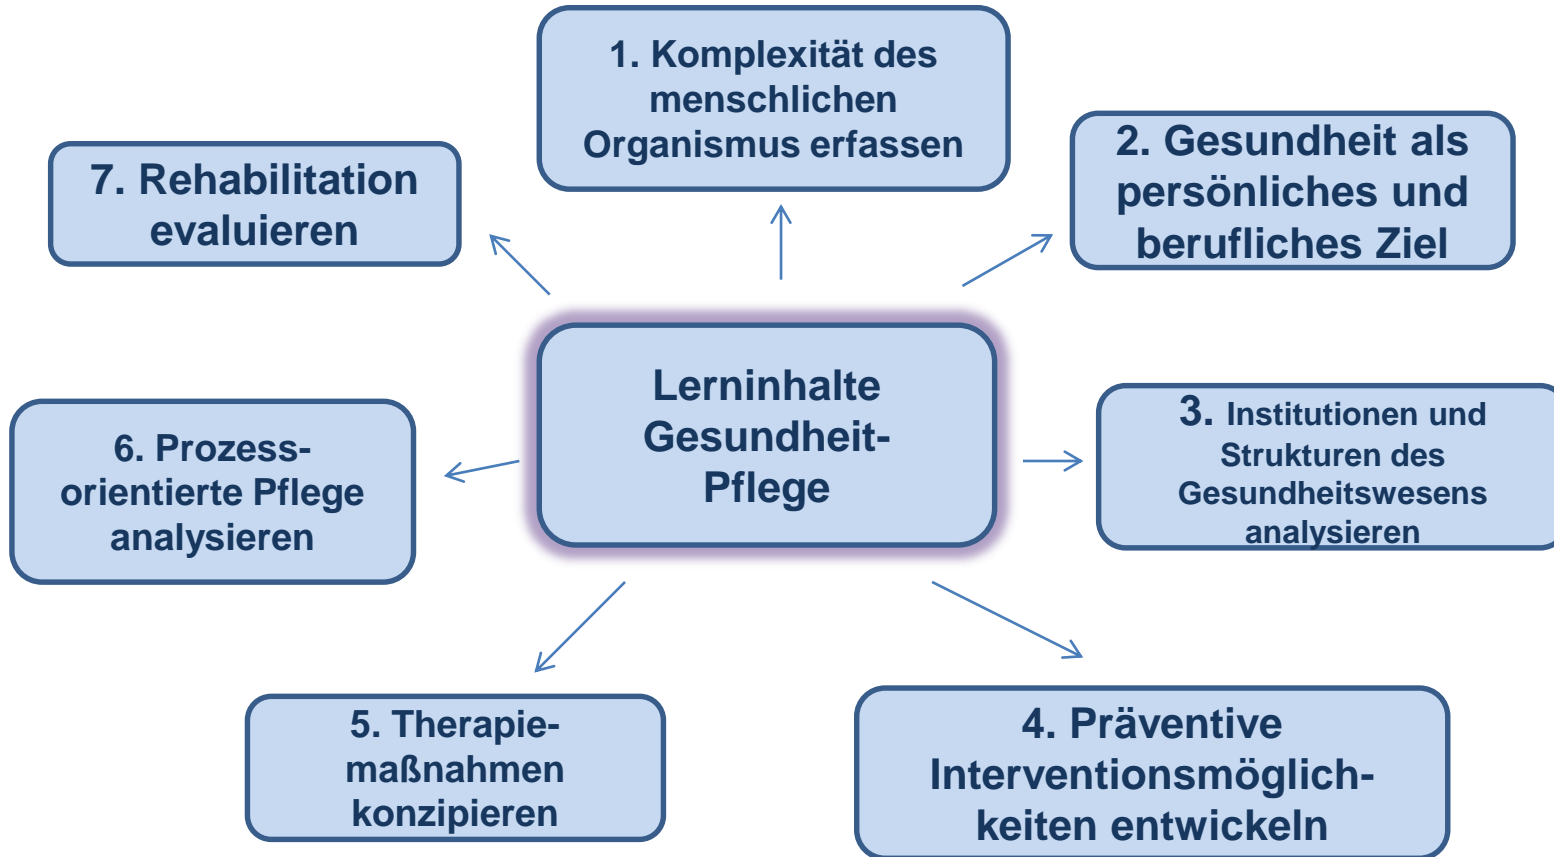 1. Komplexität des
menschlichen
Organismus erfassen
2. Gesundheit als
persönliches und
berufliches Ziel
7. Rehabilitation
evaluieren
Lerninhalte
Gesundheit-
Pflege
3. Institutionen und
Strukturen des
Gesundheitswesens
analysieren
6. Prozess-
orientierte Pflege
analysieren
5. Therapie-
maßnahmen
konzipieren
4. Präventive
Interventionsmöglich-
keiten entwickeln